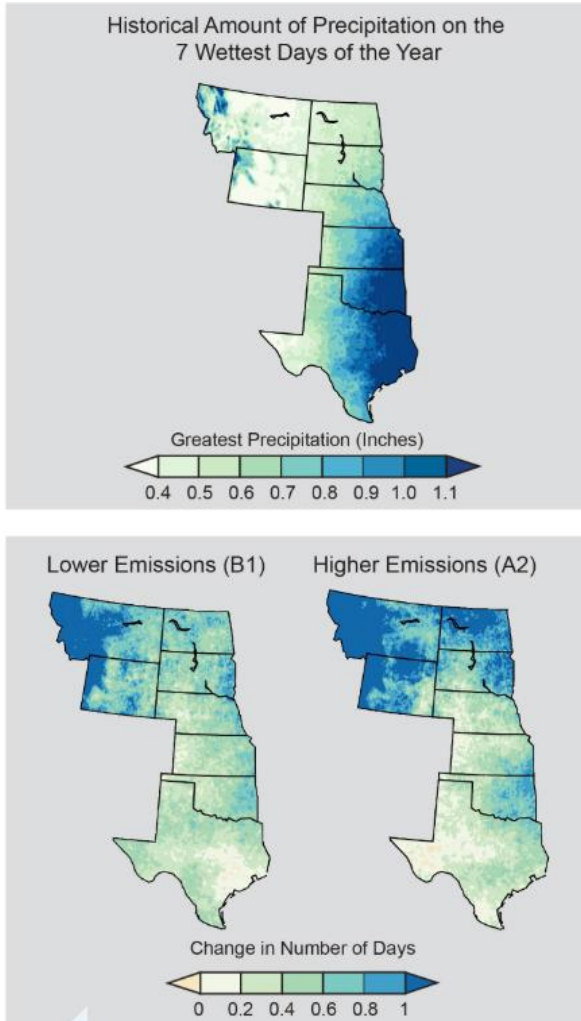 Historical Amount of Precipitation on the
7 Wettest Days of the Year
Greatest Precipitation (Inches)
0.4 0.5 0.6 0.7 0.8 0.9 1.0 1.1
Lower Emissions (B1) Higher Emissions (A2)
Change in Number of Days
0 0.2 0.4 0.6 0.8 1